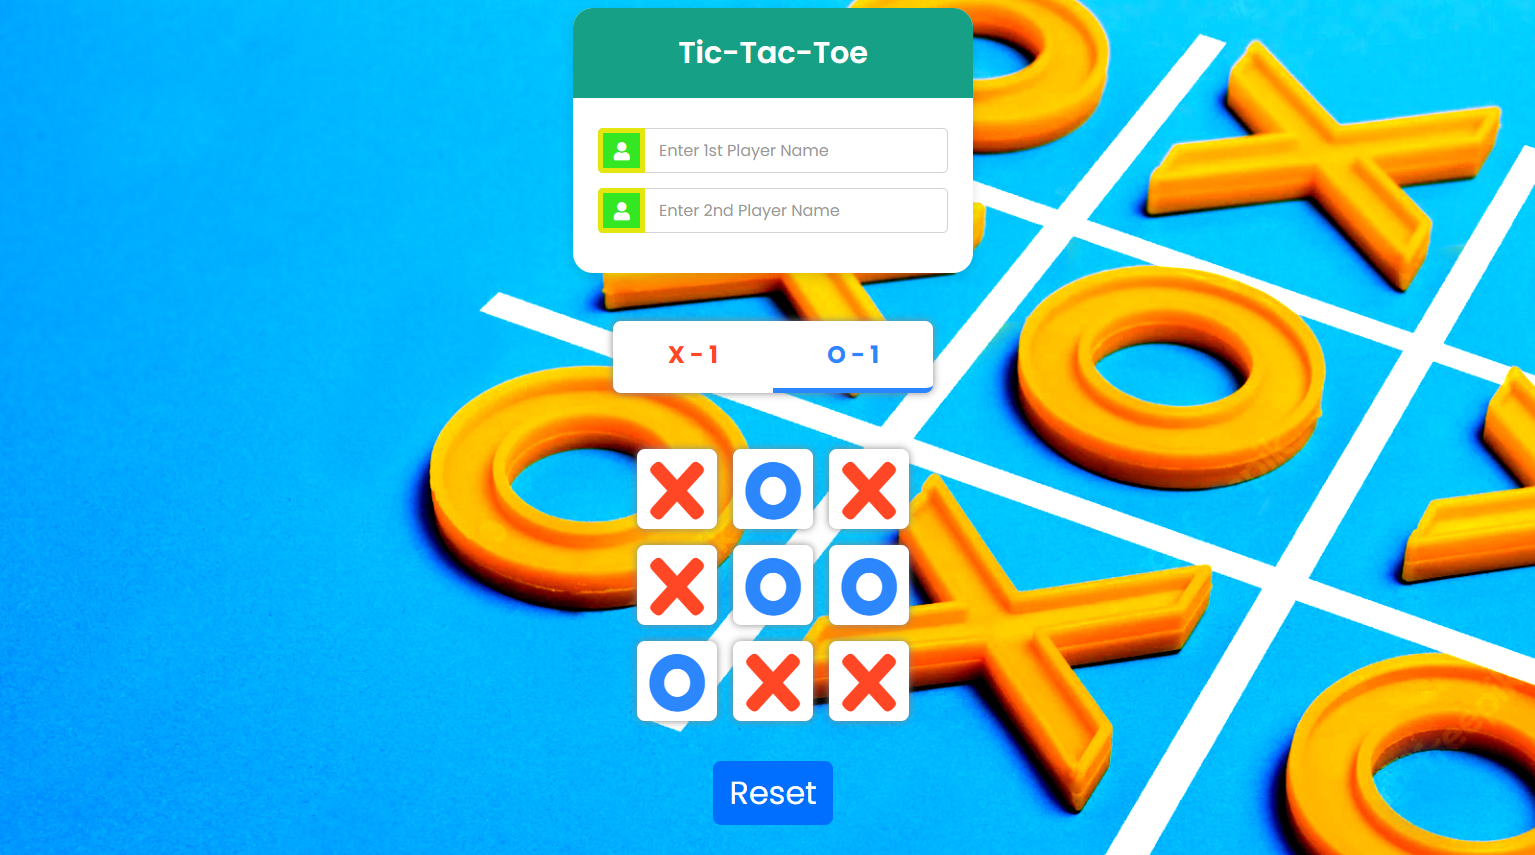 Tic-Tac-Toe
Enter 1st Player Name
Enter 2nd Player Name
X - 1 O - 1
X O X
X O O
O X X
Reset